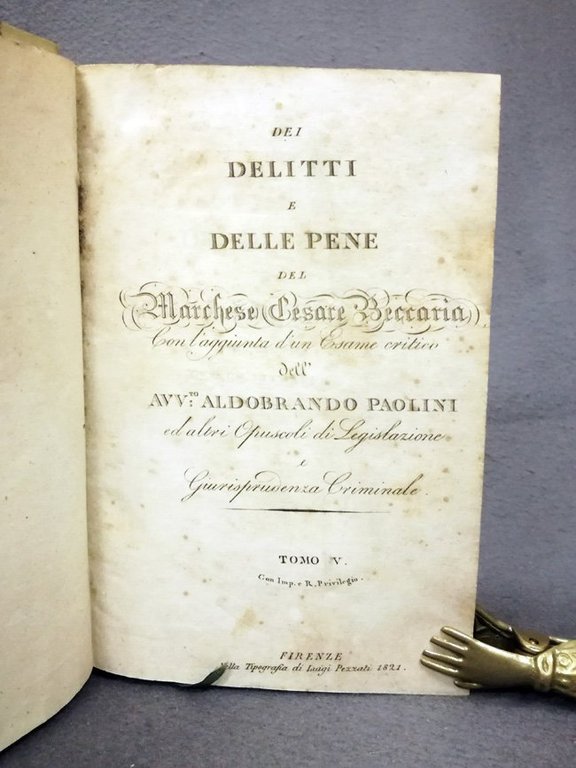 DEI
DELITTI
E
DELLE PENE
DEL
Marchese Cesare Beccaria
Con l'aggiunta d'un Esame critico
dell'
AVV:TO ALDOBRANDO PAOLINI
ed altri Opuscoli di Legislazione
e
Giurisprudenza Criminale.
TOMO V.
Con Imp. e R. Privilegio.
FIRENZE
Nella Tipografia di Luigi Pezzati 1821.